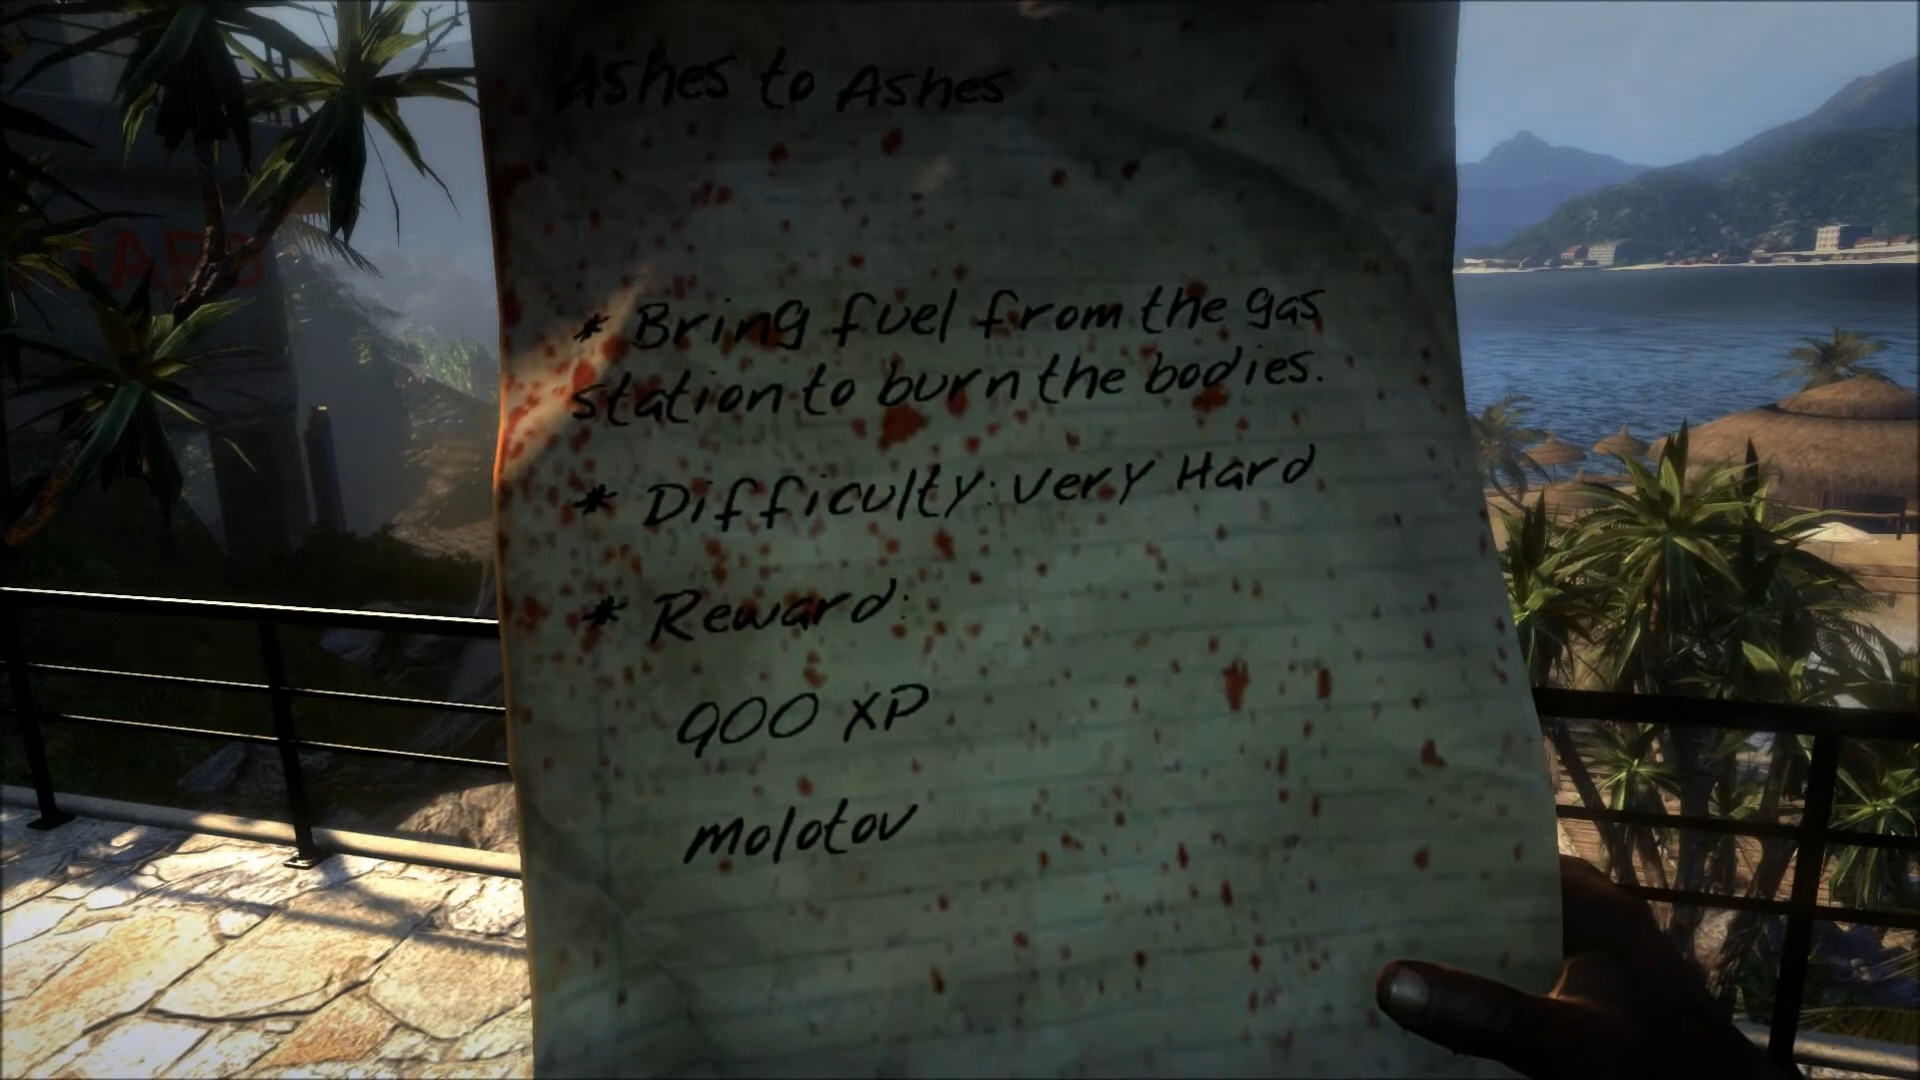 Ashes to Ashes
* Bring fuel from the gas
station to burn the bodies.
* Difficulty: Very Hard
* Reward:
900 XP
Molotov